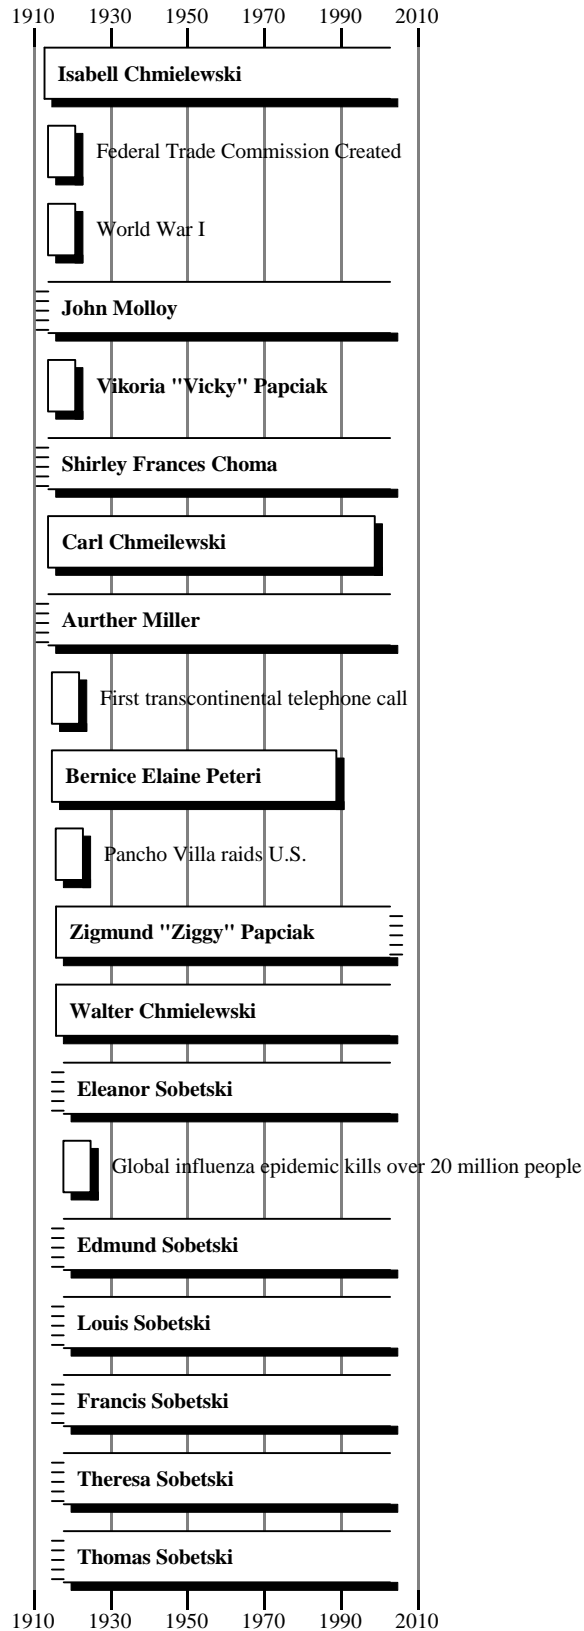 1910 1930 1950 1970 1990 2010
Isabell Chmielewski
Federal Trade Commission Created
World War I
John Molloy
Vikoria "Vicky" Papciak
Shirley Frances Choma
Carl Chmeilewski
Aurther Miller
First transcontinental telephone call
Bernice Elaine Peteri
Pancho Villa raids U.S.
Zigmund "Ziggy" Papciak
Walter Chmielewski
Eleanor Sobetski
Global influenza epidemic kills over 20 million people
Edmund Sobetski
Louis Sobetski
Francis Sobetski
Theresa Sobetski
Thomas Sobetski
1910 1930 1950 1970 1990 2010